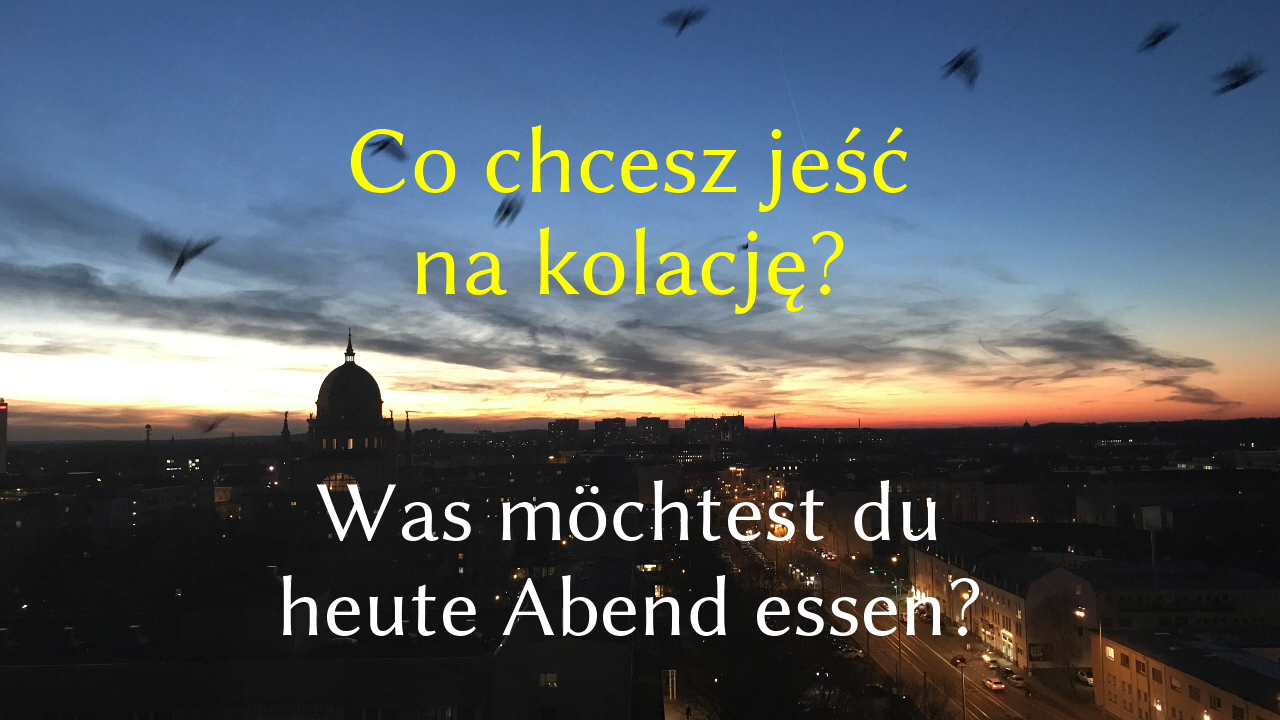 Co chcesz jeść
na kolację?
Was möchtest du
heute Abend essen?